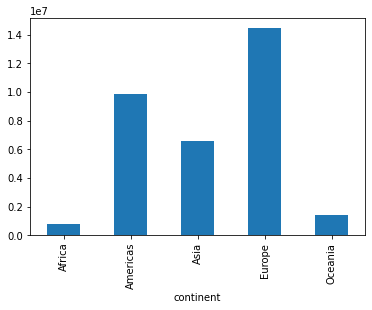 1e7
1.4
1.2
1.0
0.8
0.6
0.4
0.2
0.0
Africa
Americas
Asia
Europe
Oceania
continent